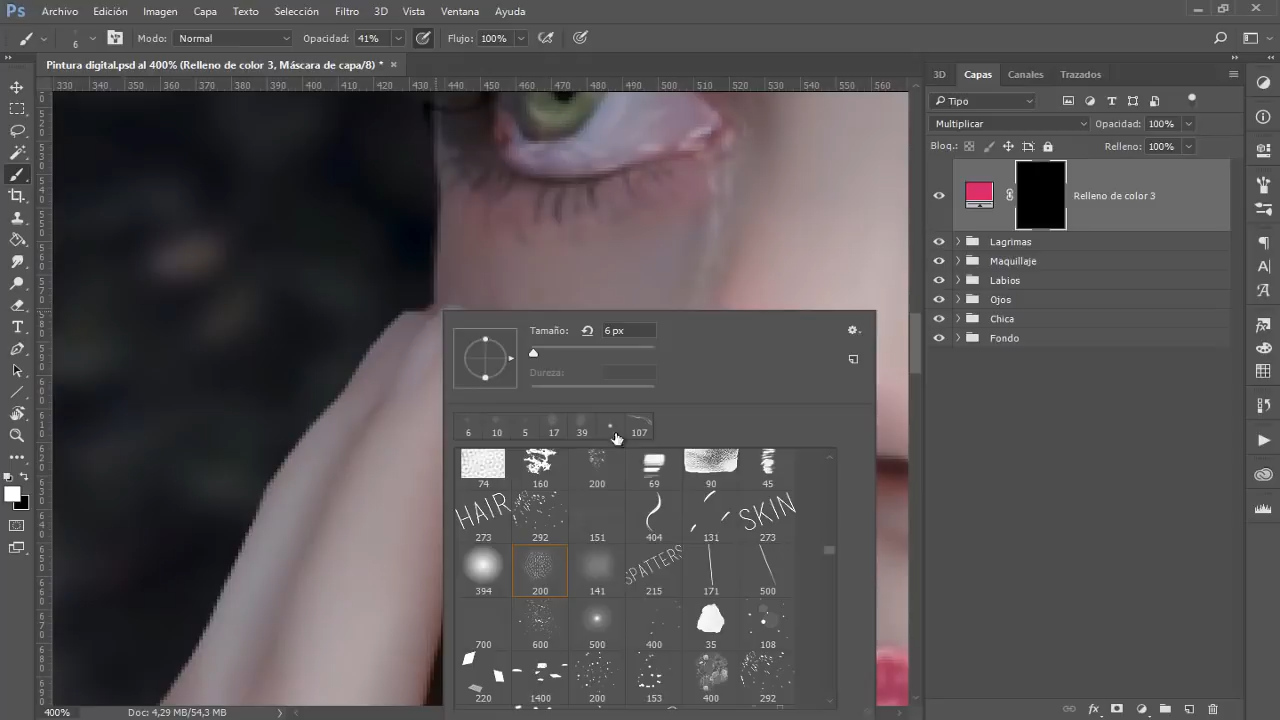 Ps Archivo Edición Imagen Capa Texto Selección Filtro 3D Vista Ventana Ayuda
6 Modo: Normal Opacidad: 41% Flujo: 100%
Pintura digital.psd al 400% (Relleno de color 3, Máscara de capa/8) *
330 340 350 360 370 380 390 400 410 420 430 440 450 460 470 480 490 500 510 520 530 540 550 560
3D Capas Canales Trazados
Tipo
Multiplicar Opacidad: 100%
Bloq.: Relleno: 100%
Relleno de color 3
Lagrimas
Maquillaje
Labios
Ojos
Chica
Fondo
Tamaño: 6 px
Dureza:
6 10 5 17 39 107
74 160 200 69 90 45
HAIR SKIN
273 292 151 404 131 273
SPATTERS
394 200 141 215 171 500
700 600 500 400 35 108
220 1400 200 153 400 292
400% Doc: 4,29 MB/54,3 MB